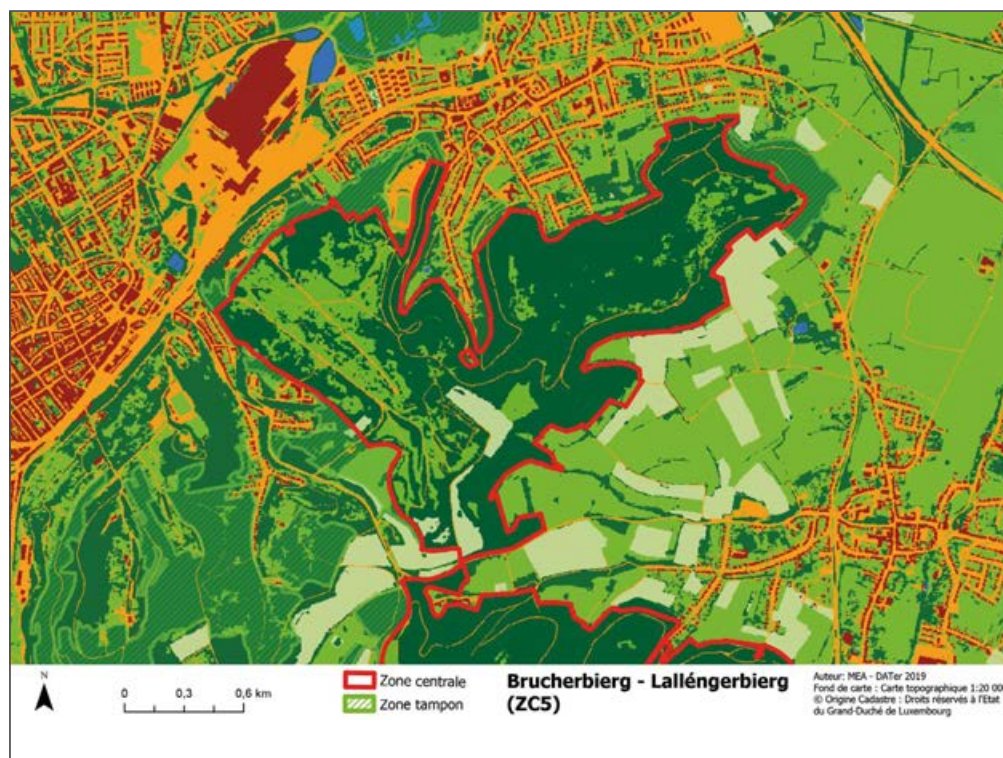 N
0 0,3 0,6 km
Zone centrale
Zone tampon
Brucherbierg - Lalléngerbierg
(ZC5)
Auteur: MEA - DATer 2019
Fond de carte : Carte topographique 1:20 00
© Origine Cadastre : Droits réservés à l'Etat
du Grand-Duché de Luxembourg